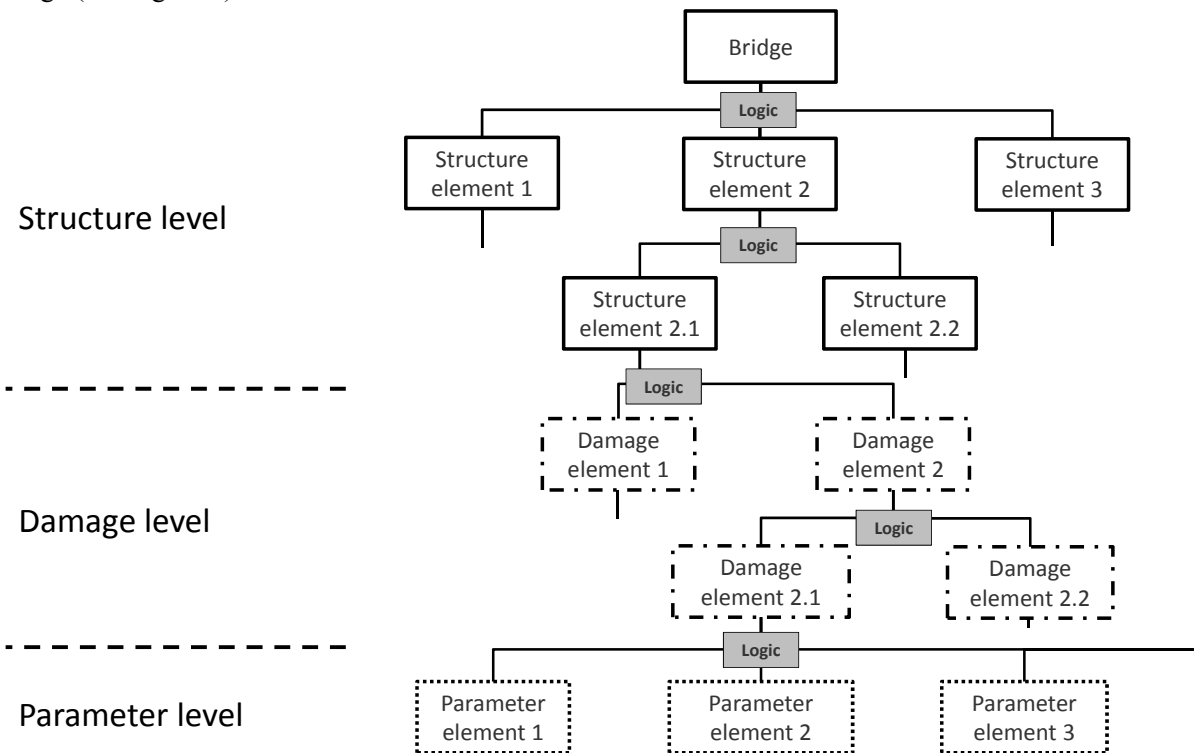 Bridge
Logic
Structure
element 1
Structure
element 2
Structure
element 3
Structure level
Logic
Structure
element 2.1
Structure
element 2.2
Logic
Damage
element 1
Damage
element 2
Damage level
Logic
Damage
element 2.1
Damage
element 2.2
Logic
Parameter level
Parameter
element 1
Parameter
element 2
Parameter
element 3